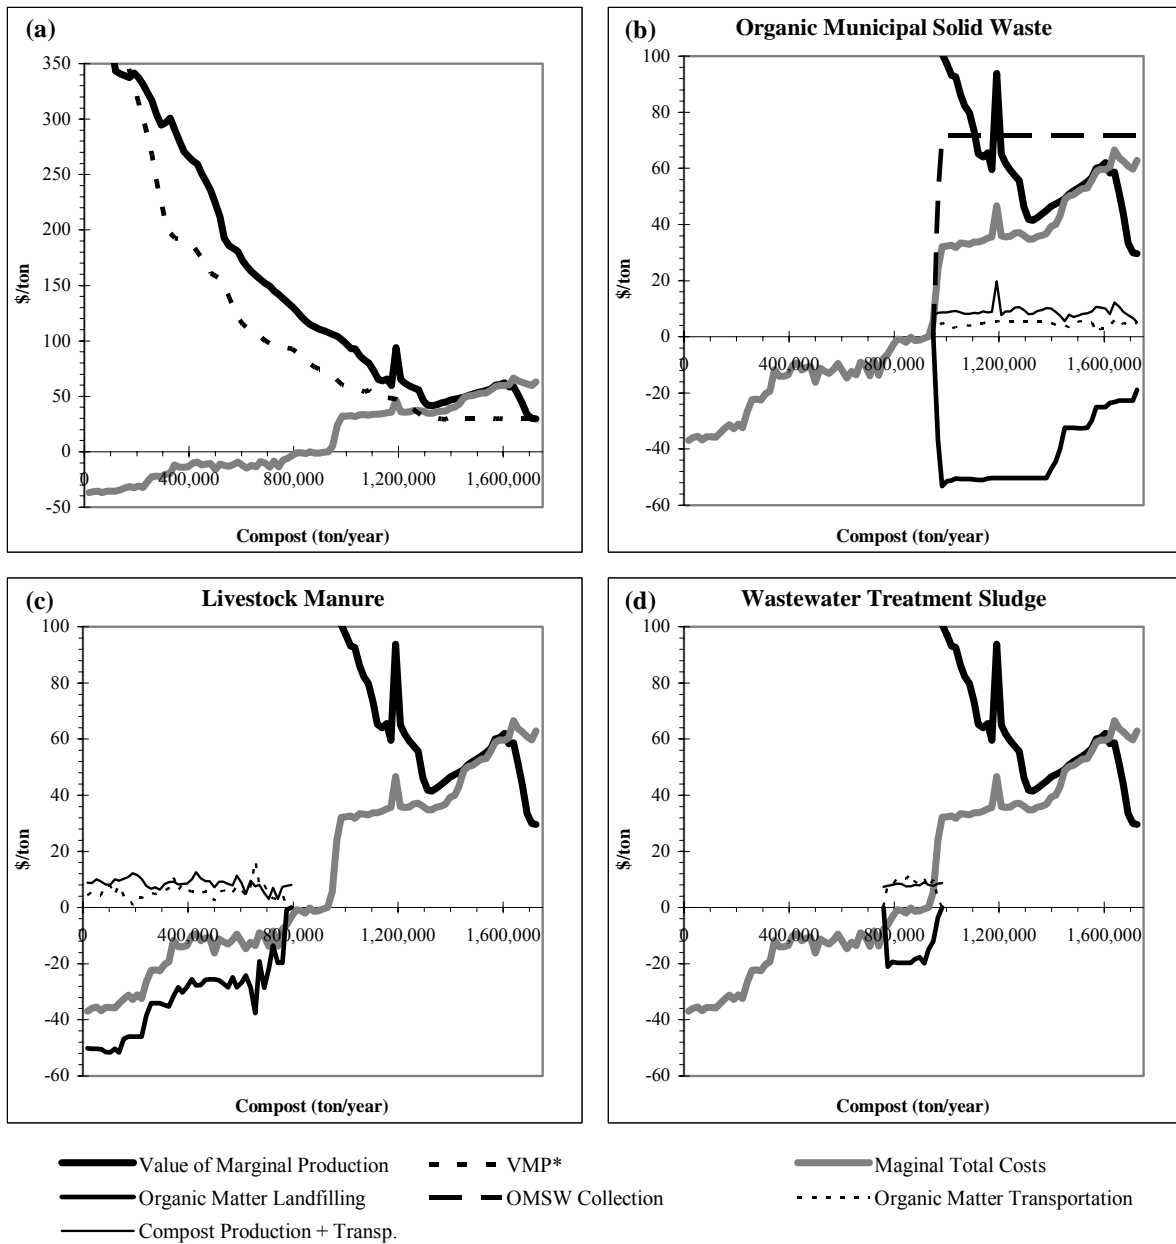 (a)
350
300
250
200
150
100
50
0
-50
$/ton
0
400,000
800,000
1,200,000
1,600,000
Compost (ton/year)
(b)
Organic Municipal Solid Waste
100
80
60
40
20
0
-20
-40
-60
$/ton
0
400,000
800,000
1,200,000
1,600,000
Compost (ton/year)
(c)
Livestock Manure
100
80
60
40
20
0
-20
-40
-60
$/ton
0
400,000
800,000
1,200,000
1,600,000
Compost (ton/year)
(d)
Wastewater Treatment Sludge
100
80
60
40
20
0
-20
-40
-60
$/ton
0
400,000
800,000
1,200,000
1,600,000
Compost (ton/year)
Value of Marginal Production
VMP*
Maginal Total Costs
Organic Matter Landfilling
OMSW Collection
Organic Matter Transportation
Compost Production + Transp.